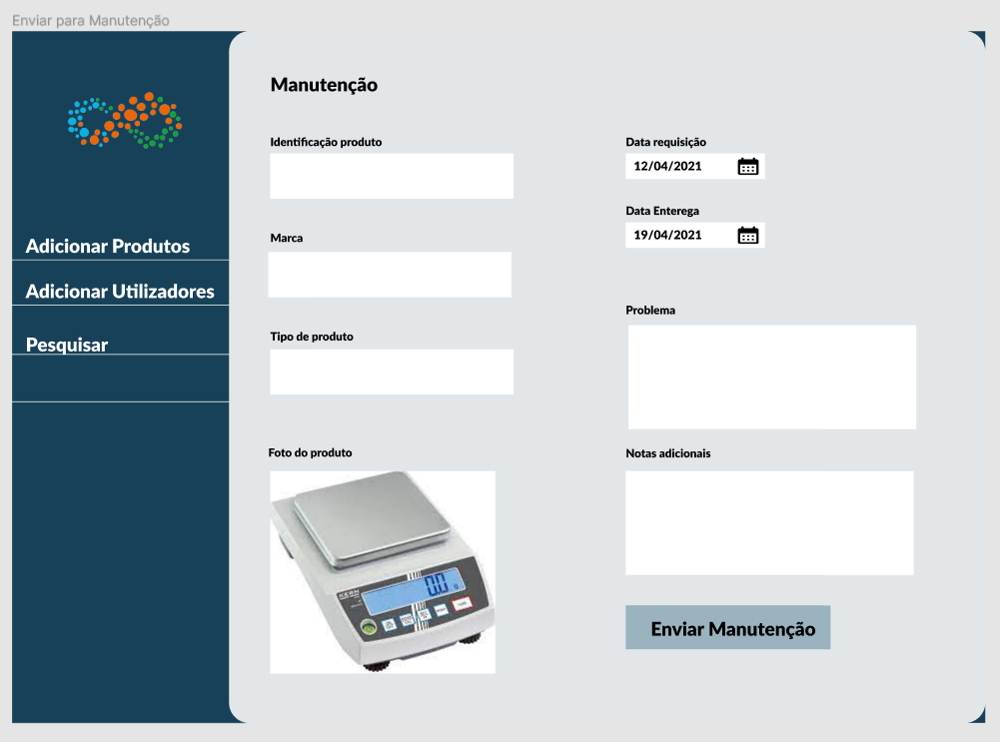 Enviar para Manutenção
Adicionar Produtos
Adicionar Utilizadores
Pesquisar
Manutenção
Identificação produto
Marca
Tipo de produto
Foto do produto
KERN
0.0
Data requisição
12/04/2021
Data Enterega
19/04/2021
Problema
Notas adicionais
Enviar Manutenção